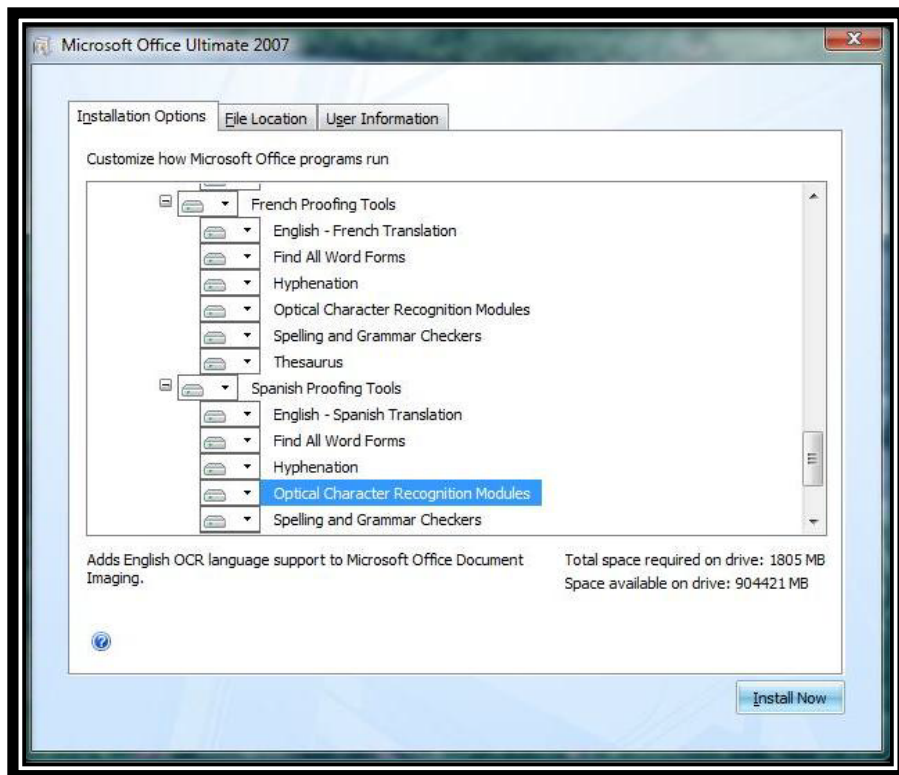 Microsoft Office Ultimate 2007
Installation Options File Location User Information
Customize how Microsoft Office programs run
French Proofing Tools
English - French Translation
Find All Word Forms
Hyphenation
Optical Character Recognition Modules
Spelling and Grammar Checkers
Thesaurus
Spanish Proofing Tools
English - Spanish Translation
Find All Word Forms
Hyphenation
Optical Character Recognition Modules
Spelling and Grammar Checkers
Adds English OCR language support to Microsoft Office Document
Imaging.
Total space required on drive: 1805 MB
Space available on drive: 904421 MB
Install Now